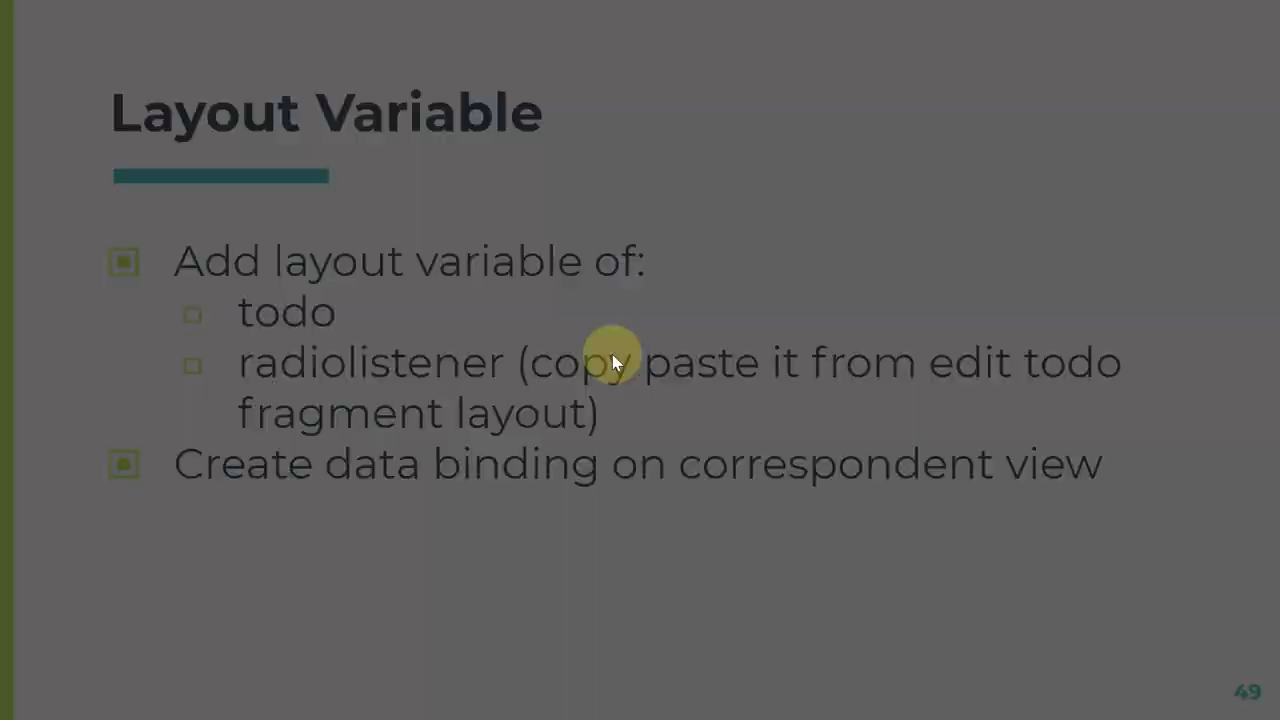 Layout Variable
Add layout variable of:
todo
radiolistener (copy paste it from edit todo
fragment layout)
Create data binding on correspondent view
49